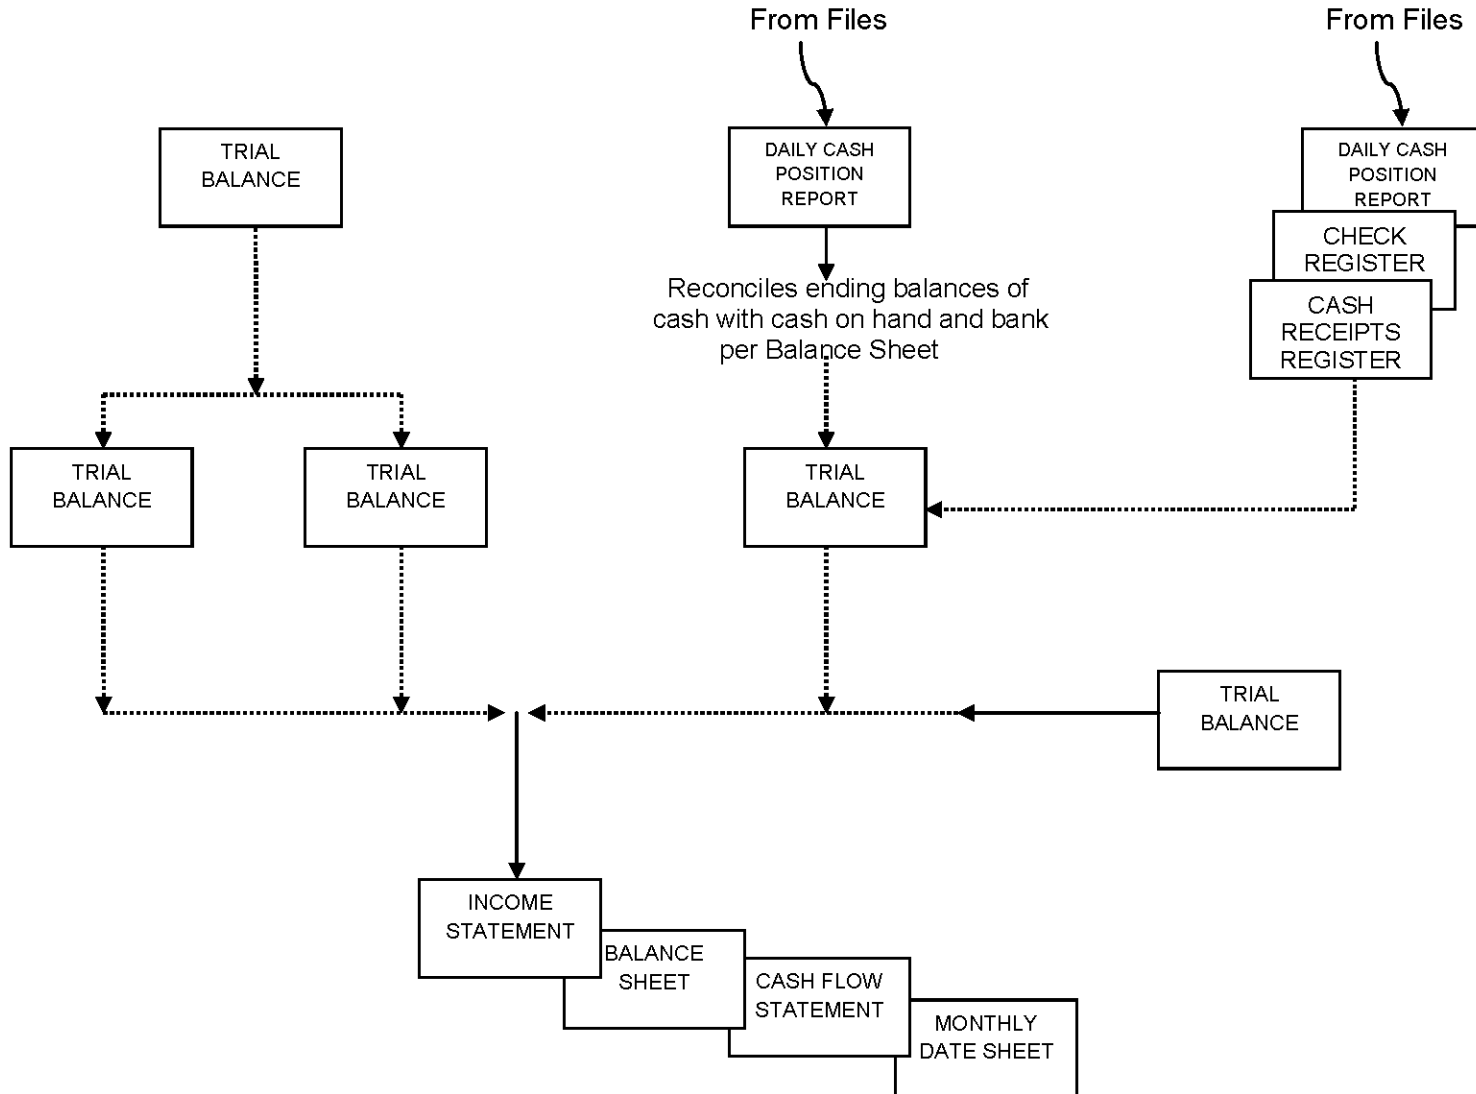 From Files
From Files
TRIAL
BALANCE
DAILY CASH
POSITION
REPORT
DAILY CASH
POSITION
REPORT
CHECK
REGISTER
CASH
RECEIPTS
REGISTER
Reconciles ending balances of
cash with cash on hand and bank
per Balance Sheet
TRIAL
BALANCE
TRIAL
BALANCE
TRIAL
BALANCE
TRIAL
BALANCE
INCOME
STATEMENT
BALANCE
SHEET
CASH FLOW
STATEMENT
MONTHLY
DATE SHEET